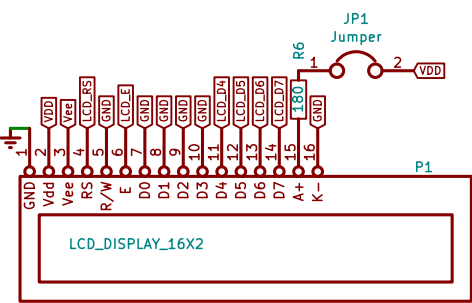 JP1
Jumper
R6
1
2
VDD
180
VDD
Vee
LCD_RS
GND
LCD_E
GND
GND
GND
GND
LCD_D4
LCD_D5
LCD_D6
LCD_D7
GND
1
2
3
4
5
6
7
8
9
10
11
12
13
14
15
16
P1
GND
Vdd
Vee
RS
R/W
E
D0
D1
D2
D3
D4
D5
D6
D7
A+
K-
LCD_DISPLAY_16X2